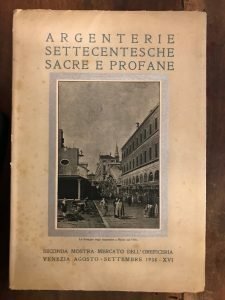 ARGENTERIE
SETTECENTESCHE
SACRE E PROFANE
SECONDA MOSTRA MERCATO DELL'OREFICERIA
VENEZIA AGOSTO - SETTEMBRE 1938 - XVI